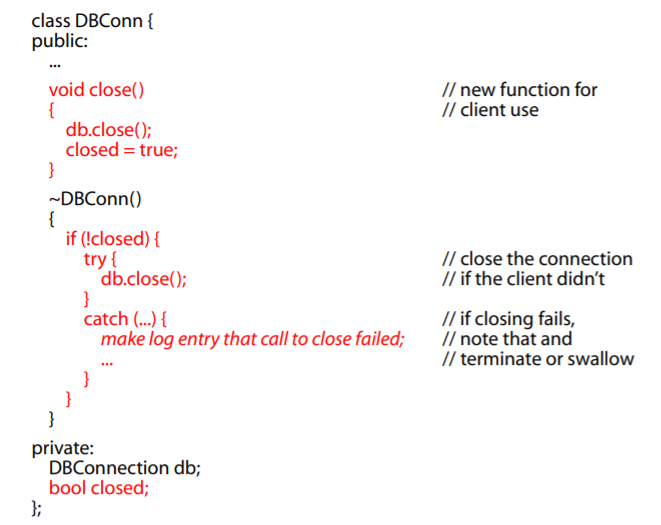 class DBConn {
public:
...
void close() // new function for
{ // client use
db.close();
closed = true;
}
~DBConn()
{
if (!closed) {
try { // close the connection
db.close(); // if the client didn’t
}
catch (...) { // if closing fails,
make log entry that call to close failed; // note that and
... // terminate or swallow
}
}
}
private:
DBConnection db;
bool closed;
};